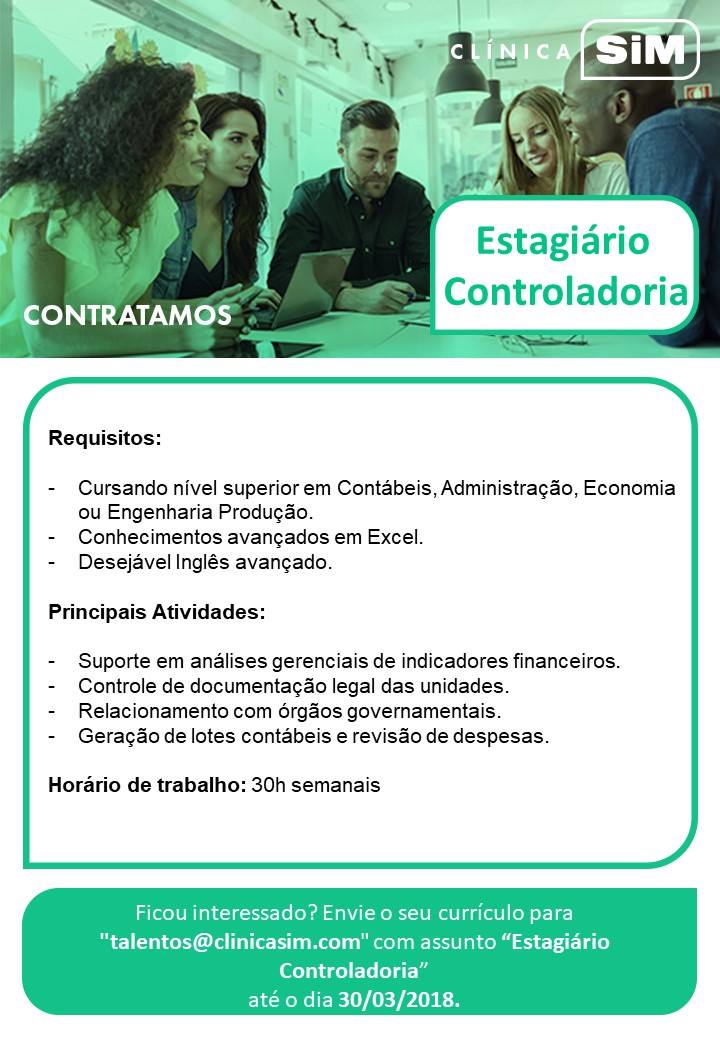 CLÍNICA SiM
Estagiário
Controladoria
CONTRATAMOS
Requisitos:
- Cursando nível superior em Contábeis, Administração, Economia
ou Engenharia Produção.
- Conhecimentos avançados em Excel.
- Desejável Inglês avançado.
Principais Atividades:
- Suporte em análises gerenciais de indicadores financeiros.
- Controle de documentação legal das unidades.
- Relacionamento com órgãos governamentais.
- Geração de lotes contábeis e revisão de despesas.
Horário de trabalho: 30h semanais
Ficou interessado? Envie o seu currículo para
"talentos@clinicasim.com" com assunto “Estagiário
Controladoria”
até o dia 30/03/2018.